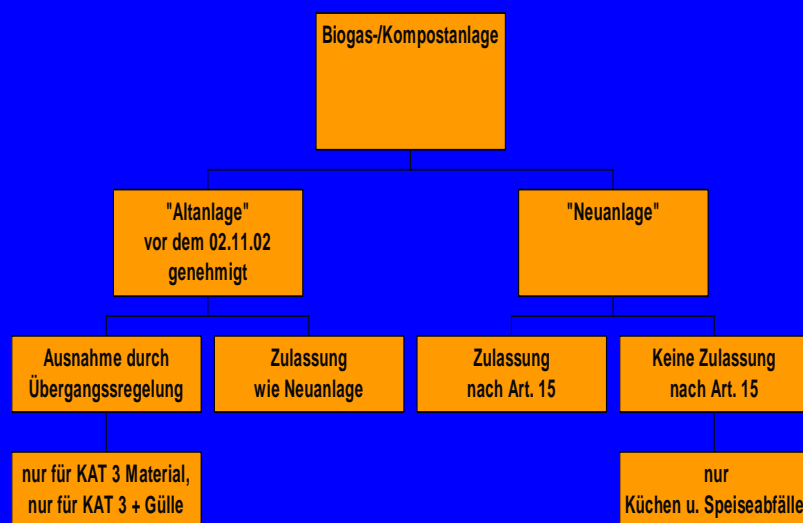 Biogas-/Kompostanlage
"Altanlage"
vor dem 02.11.02
genehmigt
"Neuanlage"
Ausnahme durch
Übergangssregelung
Zulassung
wie Neuanlage
Zulassung
nach Art. 15
Keine Zulassung
nach Art. 15
nur für KAT 3 Material,
nur für KAT 3 + Gülle
nur
Küchen u. Speiseabfälle